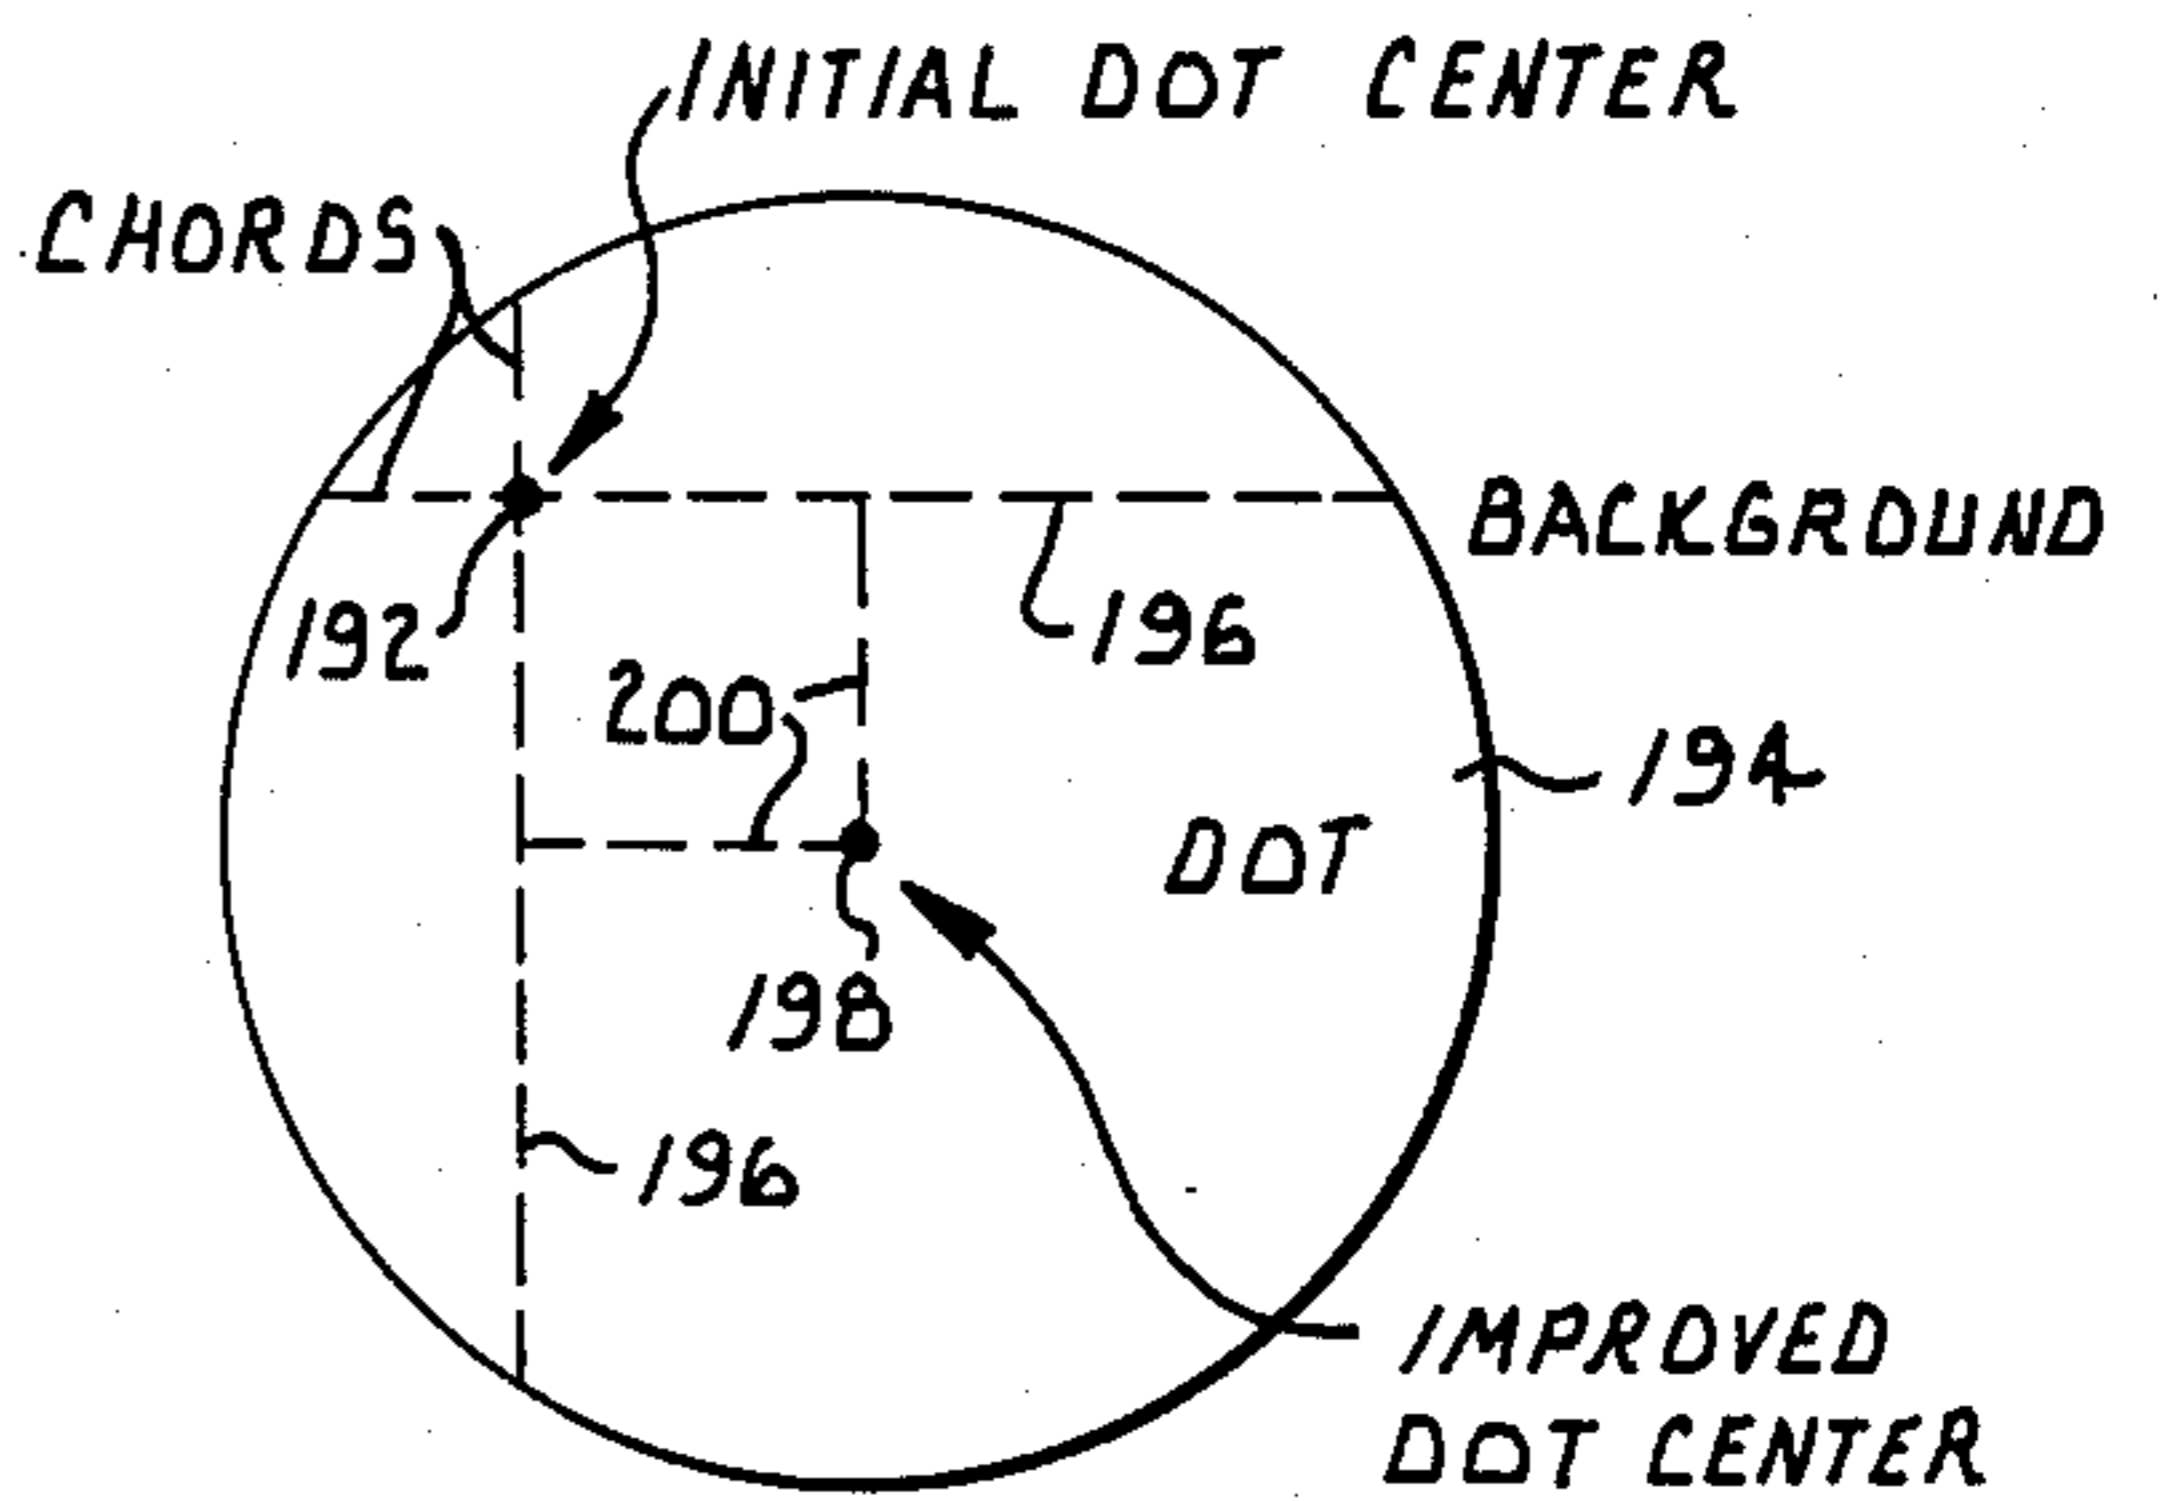 INITIAL DOT CENTER
CHORDS
BACKGROUND
192
196
200
194
DOT
198
196
IMPROVED
DOT CENTER